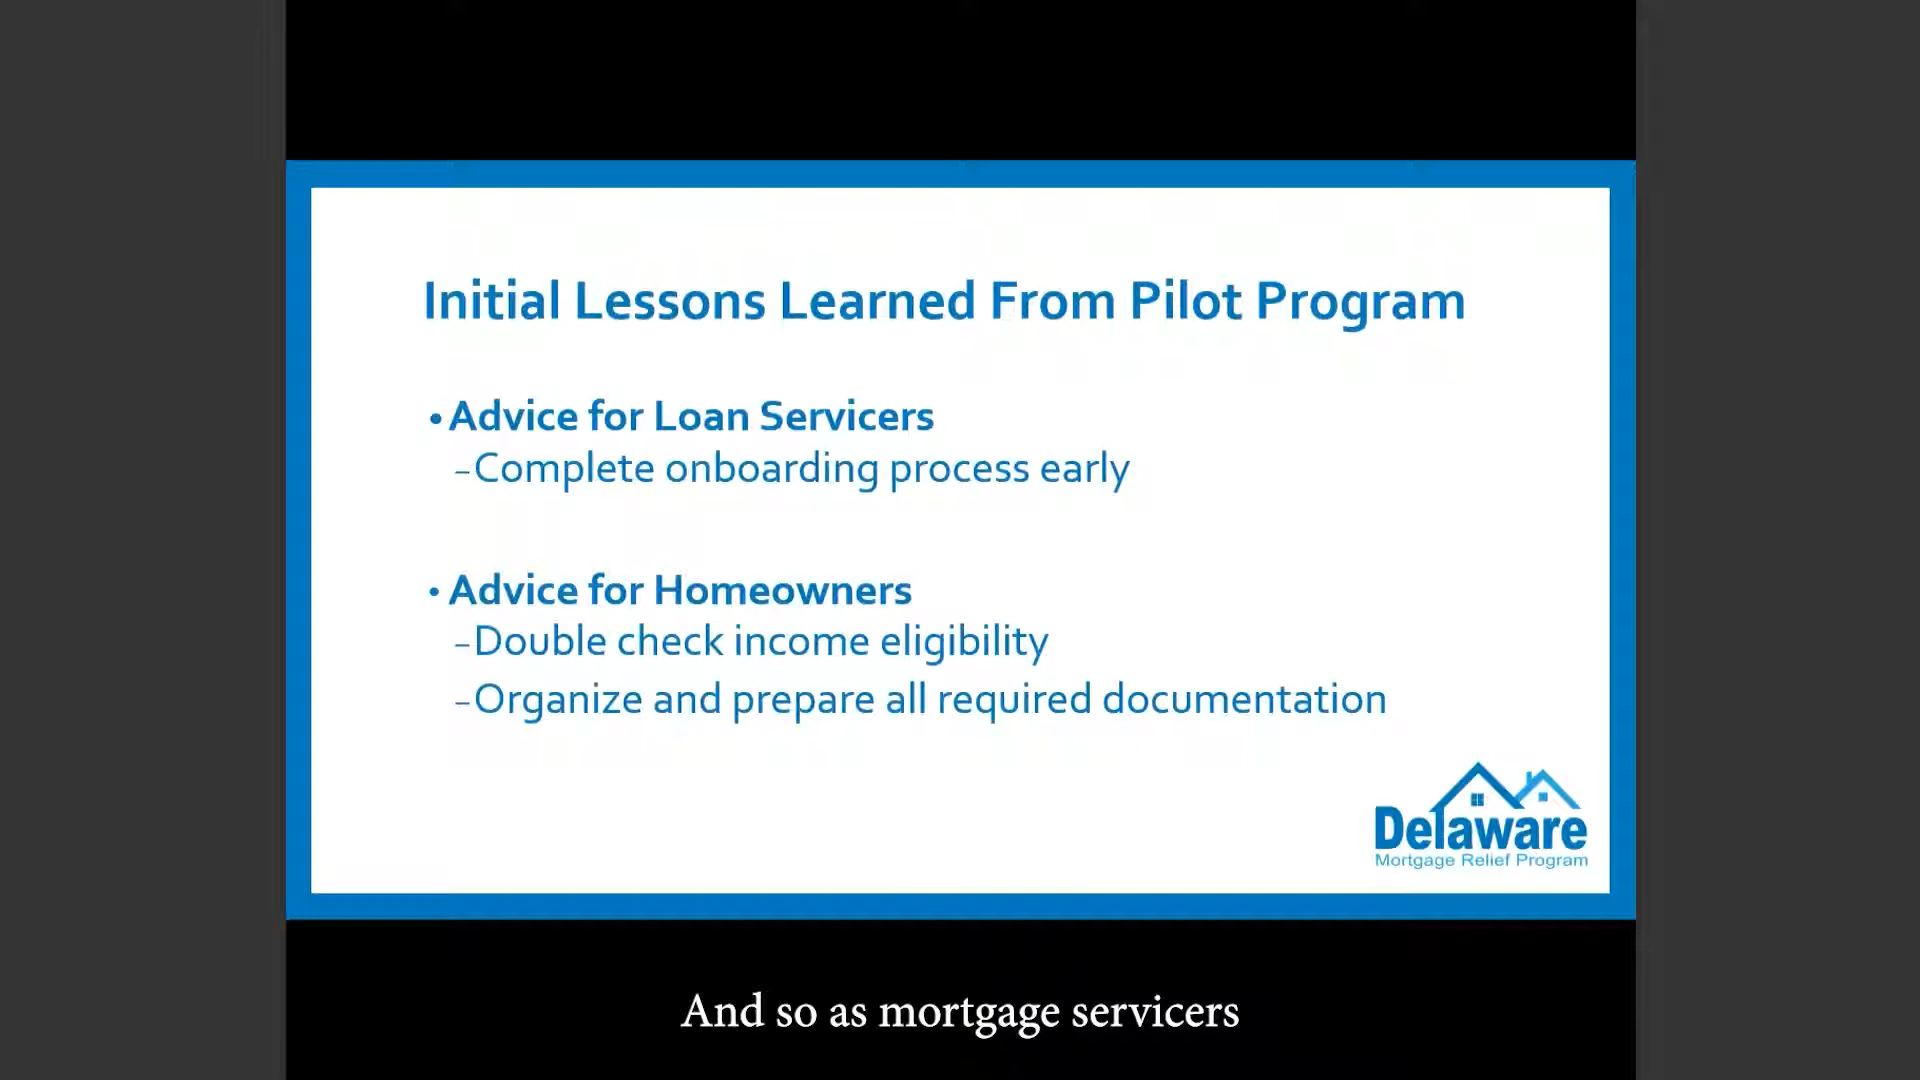 Initial Lessons Learned From Pilot Program
• Advice for Loan Servicers
–Complete onboarding process early
• Advice for Homeowners
–Double check income eligibility
–Organize and prepare all required documentation
Delaware
Mortgage Relief Program
And so as mortgage servicers